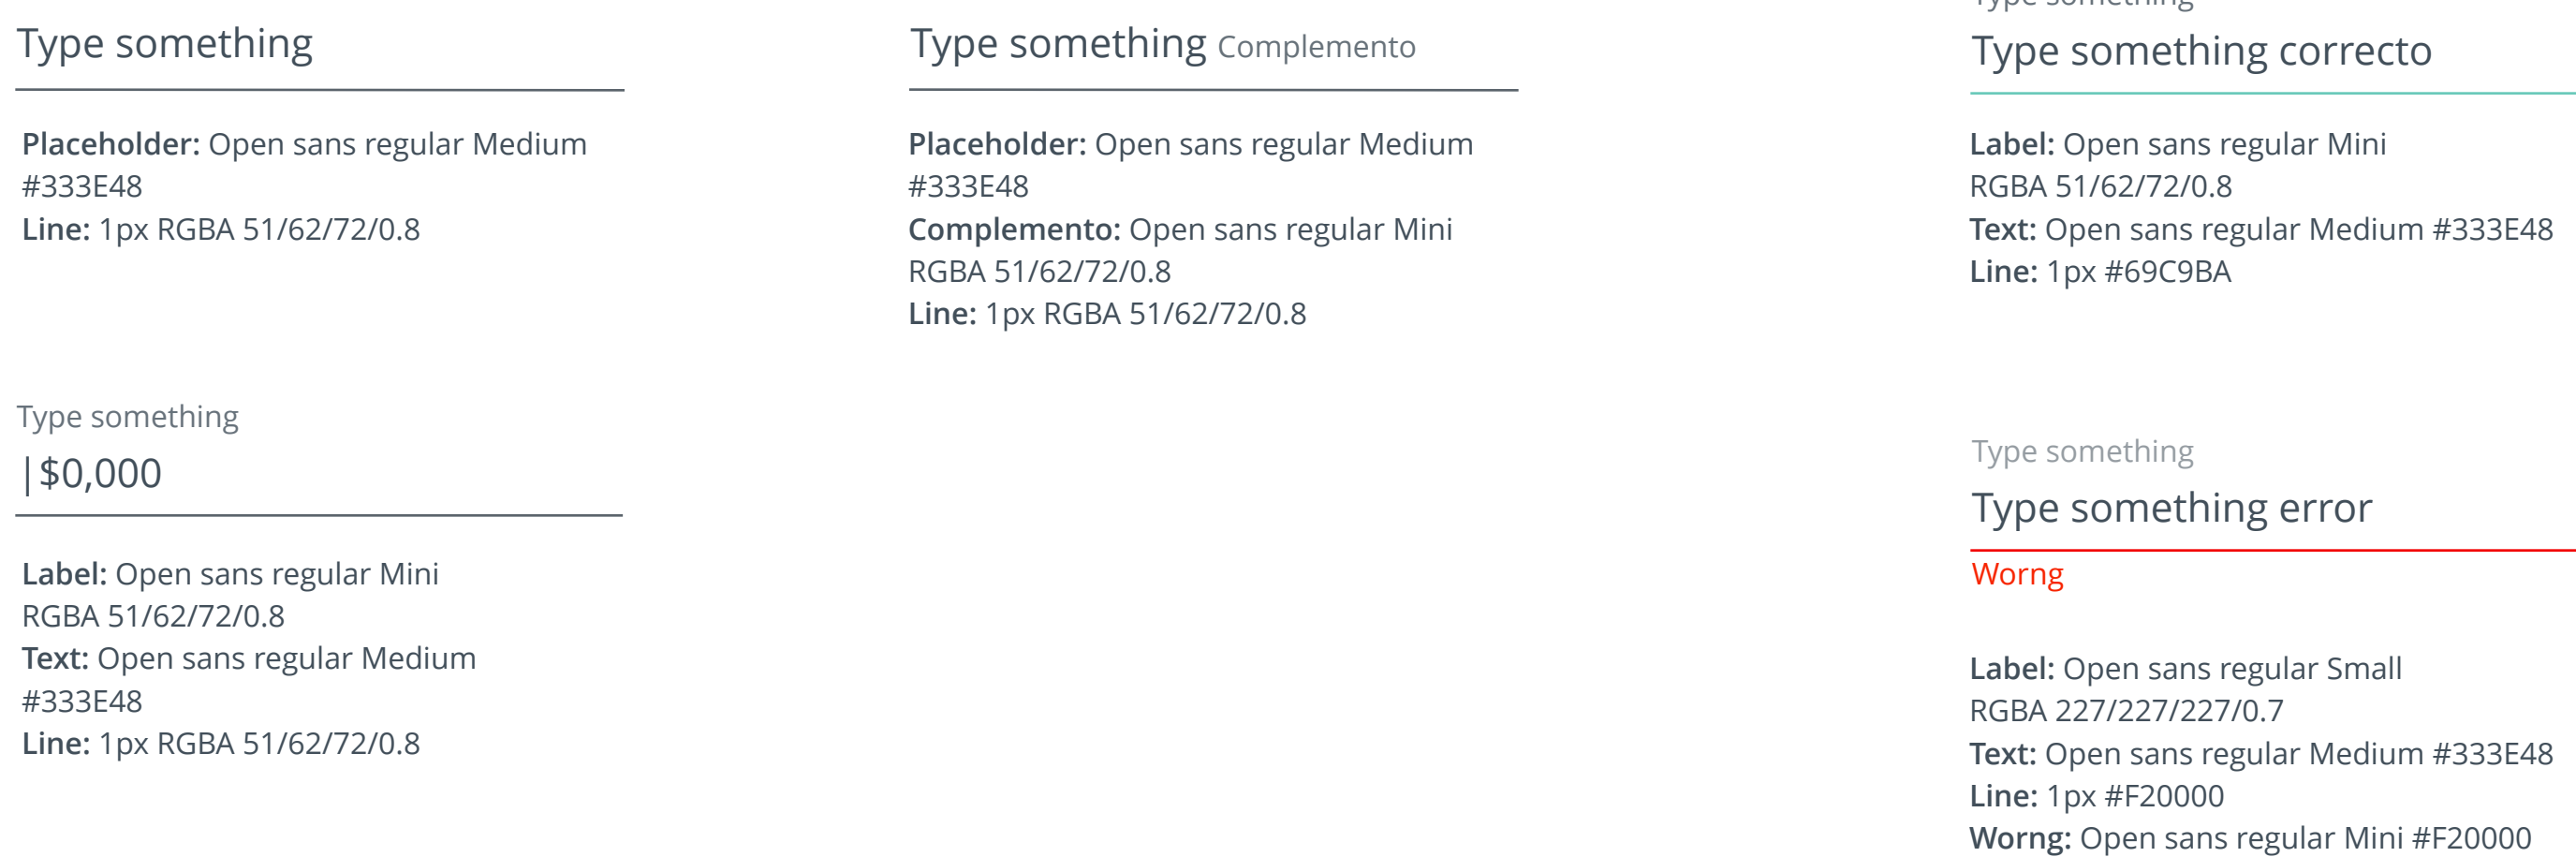 Type something
Placeholder: Open sans regular Medium
#333E48
Line: 1px RGBA 51/62/72/0.8
Type something
|$0,000
Label: Open sans regular Mini
RGBA 51/62/72/0.8
Text: Open sans regular Medium
#333E48
Line: 1px RGBA 51/62/72/0.8
Type something Complemento
Placeholder: Open sans regular Medium
#333E48
Complemento: Open sans regular Mini
RGBA 51/62/72/0.8
Line: 1px RGBA 51/62/72/0.8
Type something
Type something correcto
Label: Open sans regular Mini
RGBA 51/62/72/0.8
Text: Open sans regular Medium #333E48
Line: 1px #69C9BA
Type something
Type something error
Worng
Label: Open sans regular Small
RGBA 227/227/227/0.7
Text: Open sans regular Medium #333E48
Line: 1px #F20000
Worng: Open sans regular Mini #F20000